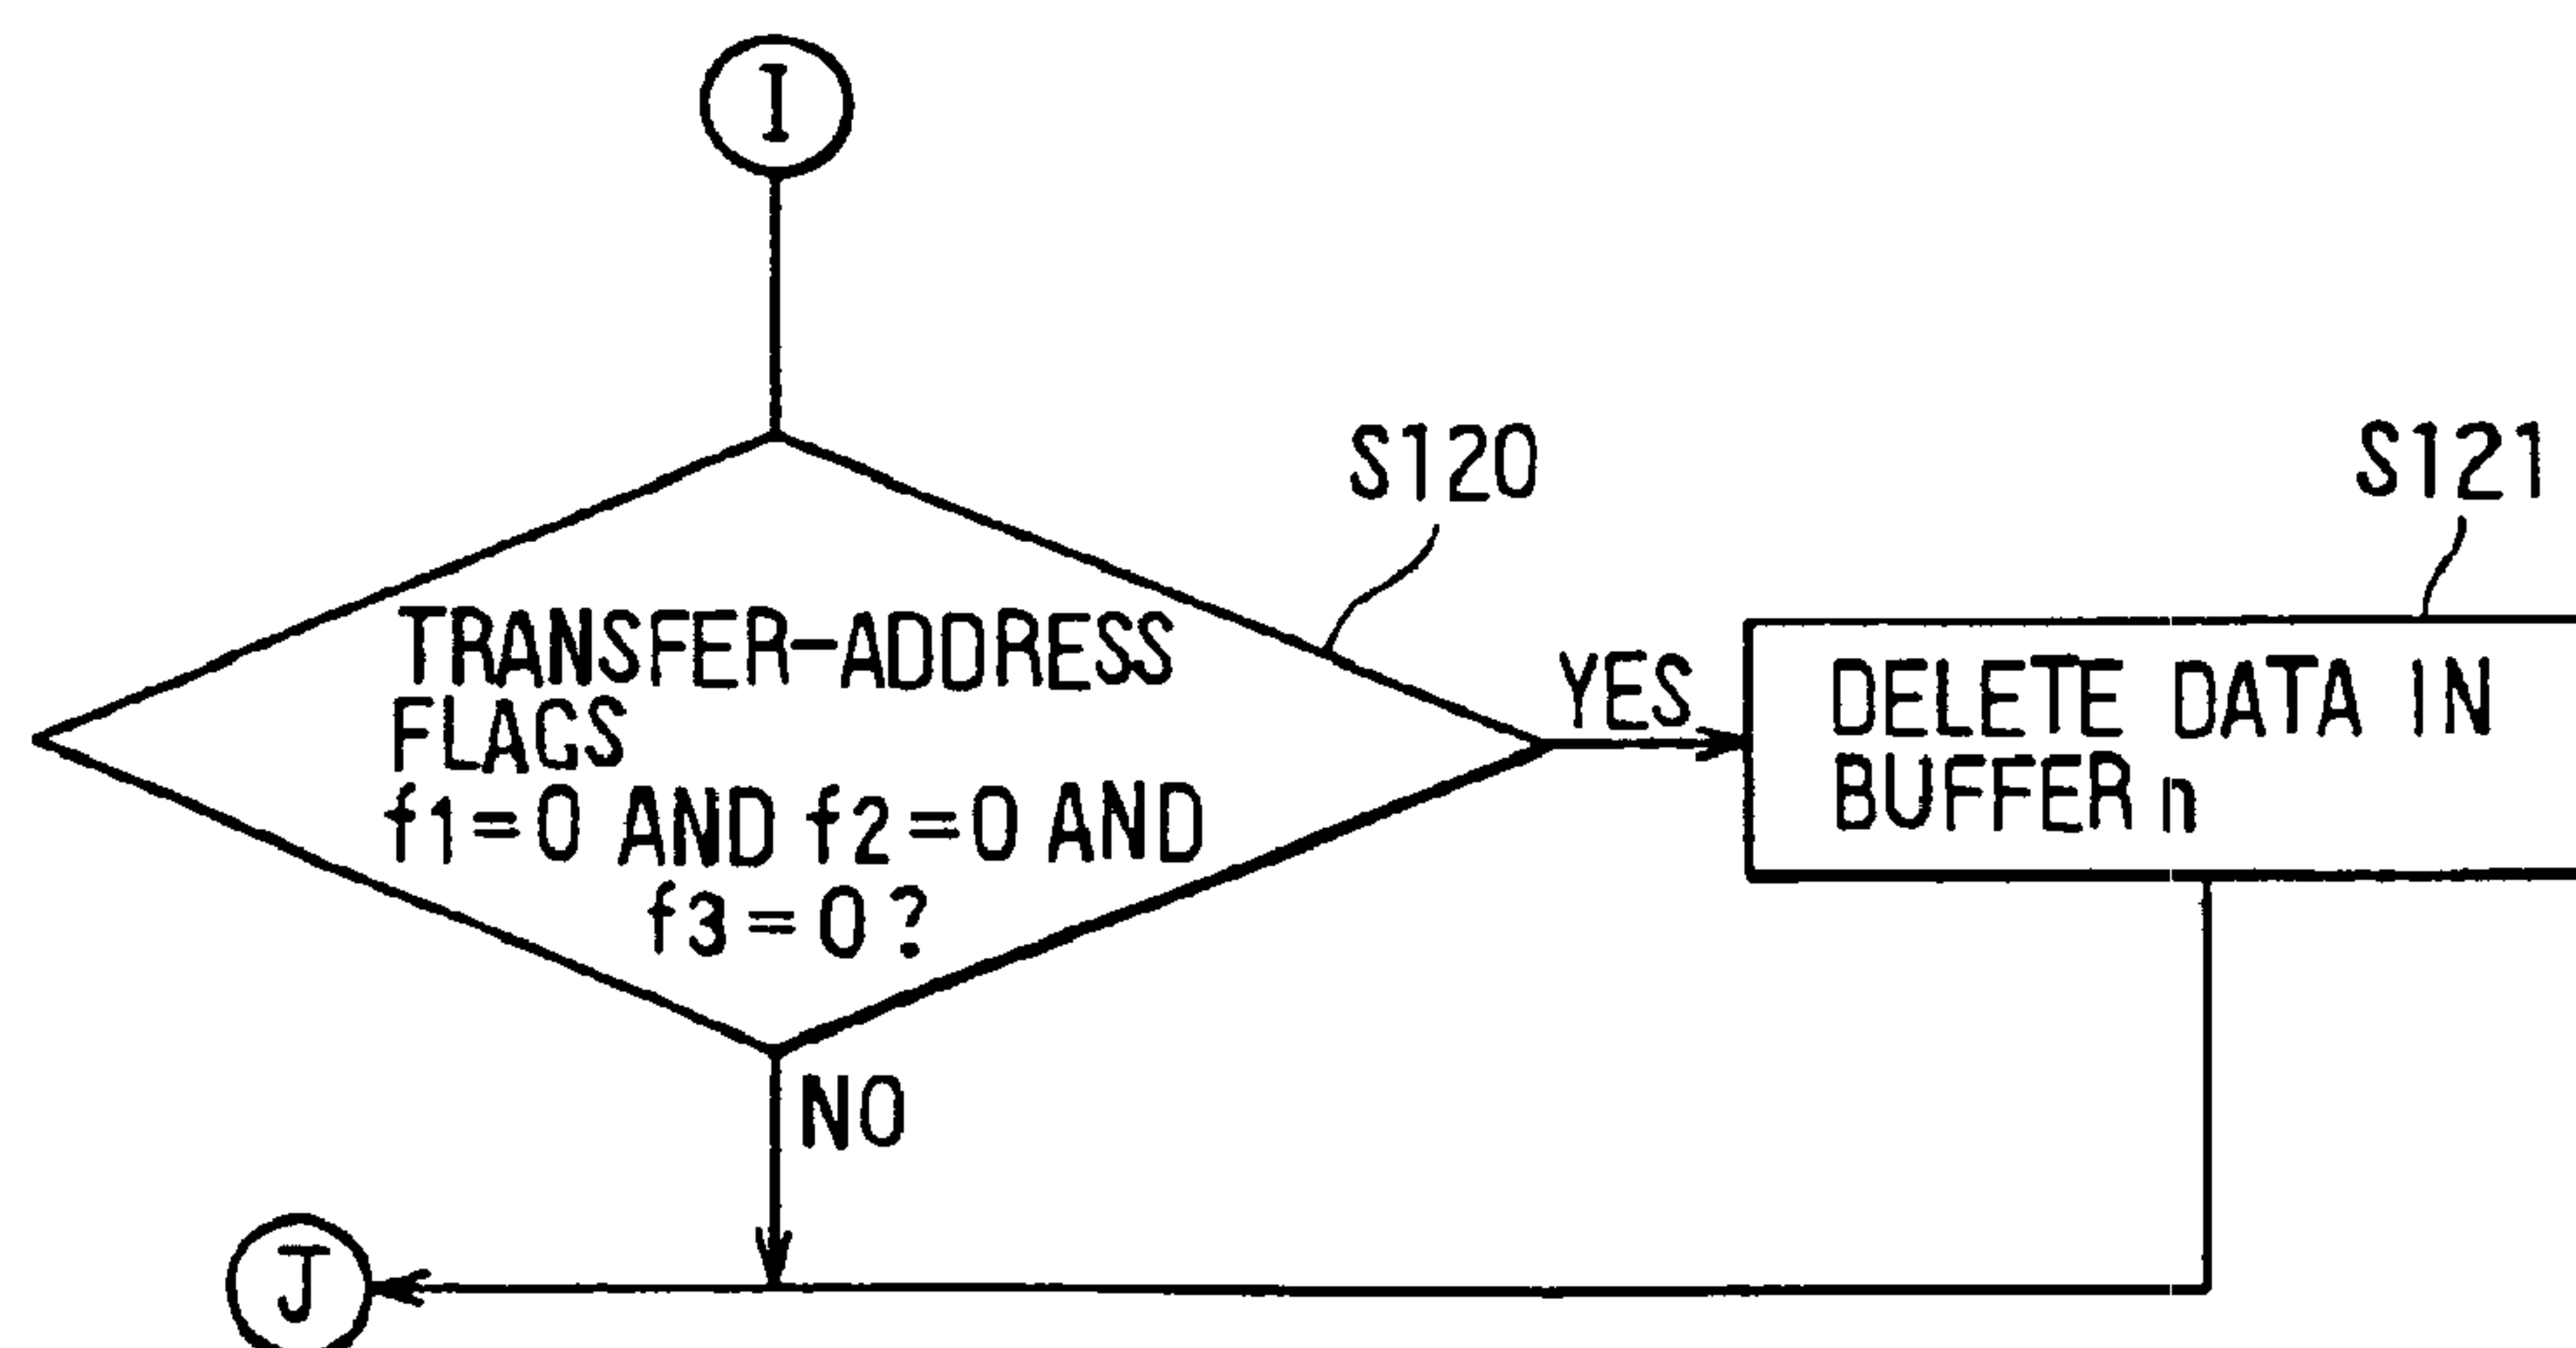 I
S120
S121
TRANSFER-ADDRESS
FLAGS
f1=0 AND f2=0 AND
f3=0?
YES
DELETE DATA IN
BUFFER n
NO
J